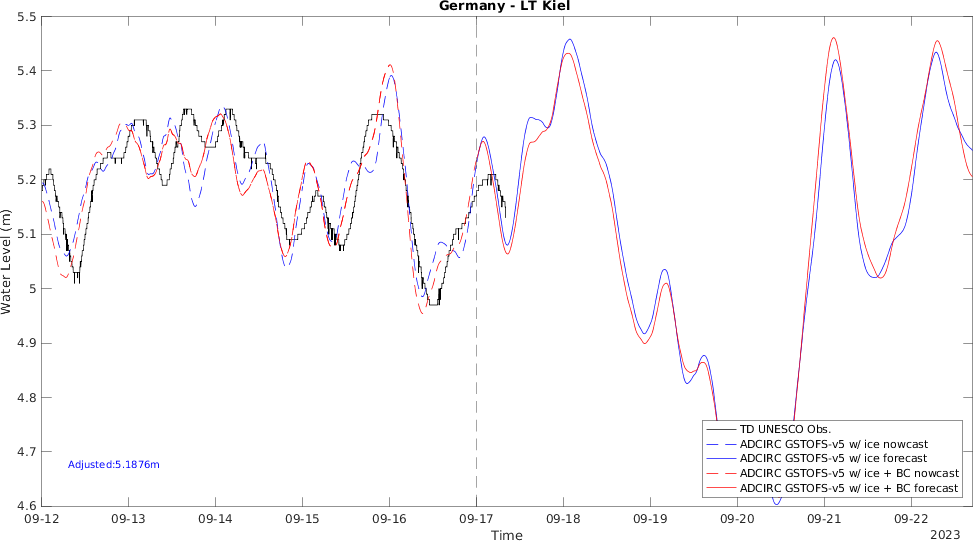 Germany - LT Kiel
5.5
5.4
5.3
5.2
5.1
5
4.9
4.8
4.7
4.6
Water Level (m)
Adjusted:5.1876m
TD UNESCO Obs.
ADCIRC GSTOFS-v5 w/ ice nowcast
ADCIRC GSTOFS-v5 w/ ice forecast
ADCIRC GSTOFS-v5 w/ ice + BC nowcast
ADCIRC GSTOFS-v5 w/ ice + BC forecast
09-12 09-13 09-14 09-15 09-16 09-17 09-18 09-19 09-20 09-21 09-22
Time
2023